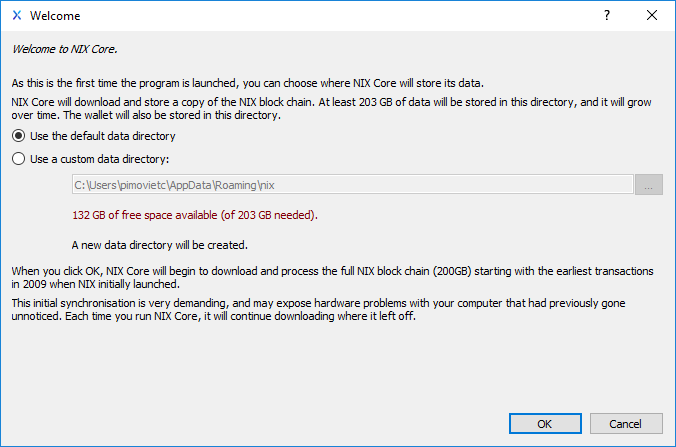 Welcome
?
Welcome to NIX Core.
As this is the first time the program is launched, you can choose where NIX Core will store its data.
NIX Core will download and store a copy of the NIX block chain. At least 203 GB of data will be stored in this directory, and it will grow
over time. The wallet will also be stored in this directory.
Use the default data directory
Use a custom data directory:
C:\Users\pimovietc\AppData\Roaming\nix
...
132 GB of free space available (of 203 GB needed).
A new data directory will be created.
When you click OK, NIX Core will begin to download and process the full NIX block chain (200GB) starting with the earliest transactions
in 2009 when NIX initially launched.
This initial synchronisation is very demanding, and may expose hardware problems with your computer that had previously gone
unnoticed. Each time you run NIX Core, it will continue downloading where it left off.
OK
Cancel